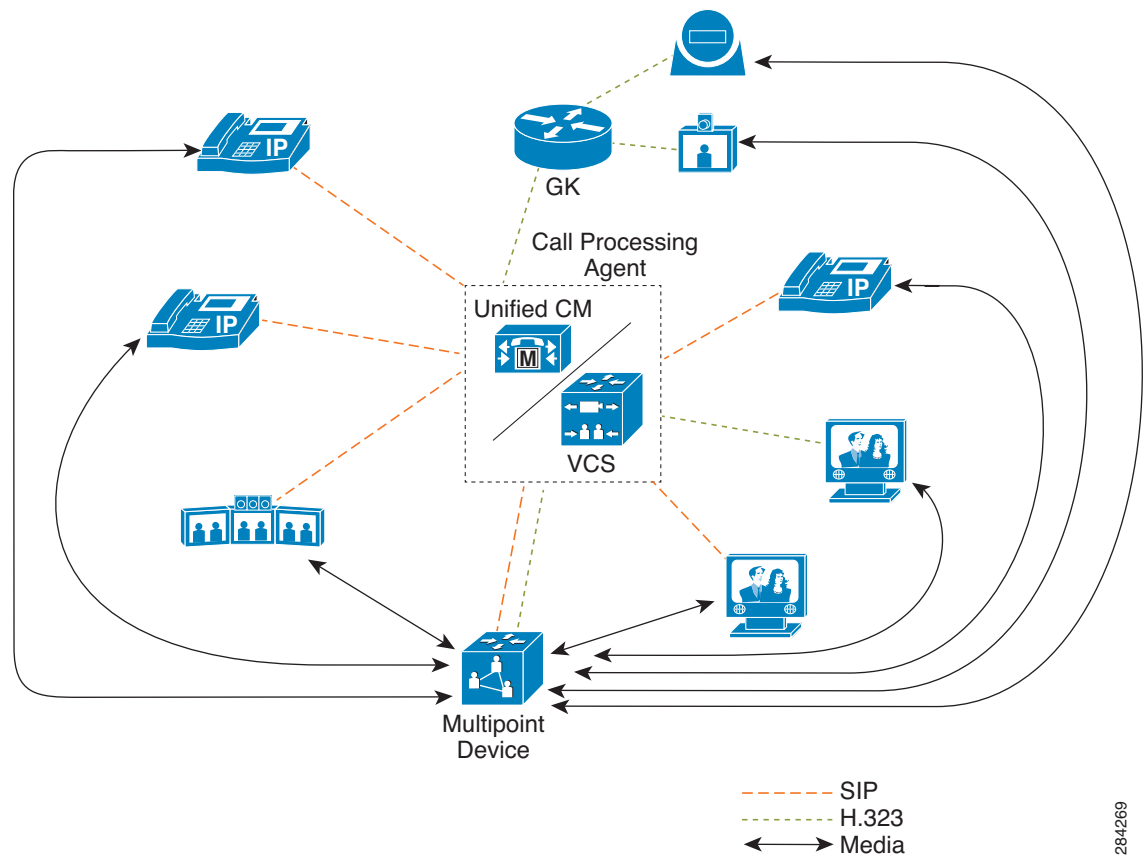 IP
GK
Call Processing
Agent
IP
IP
Unified CM
M
VCS
Multipoint
Device
SIP
H.323
Media
284269